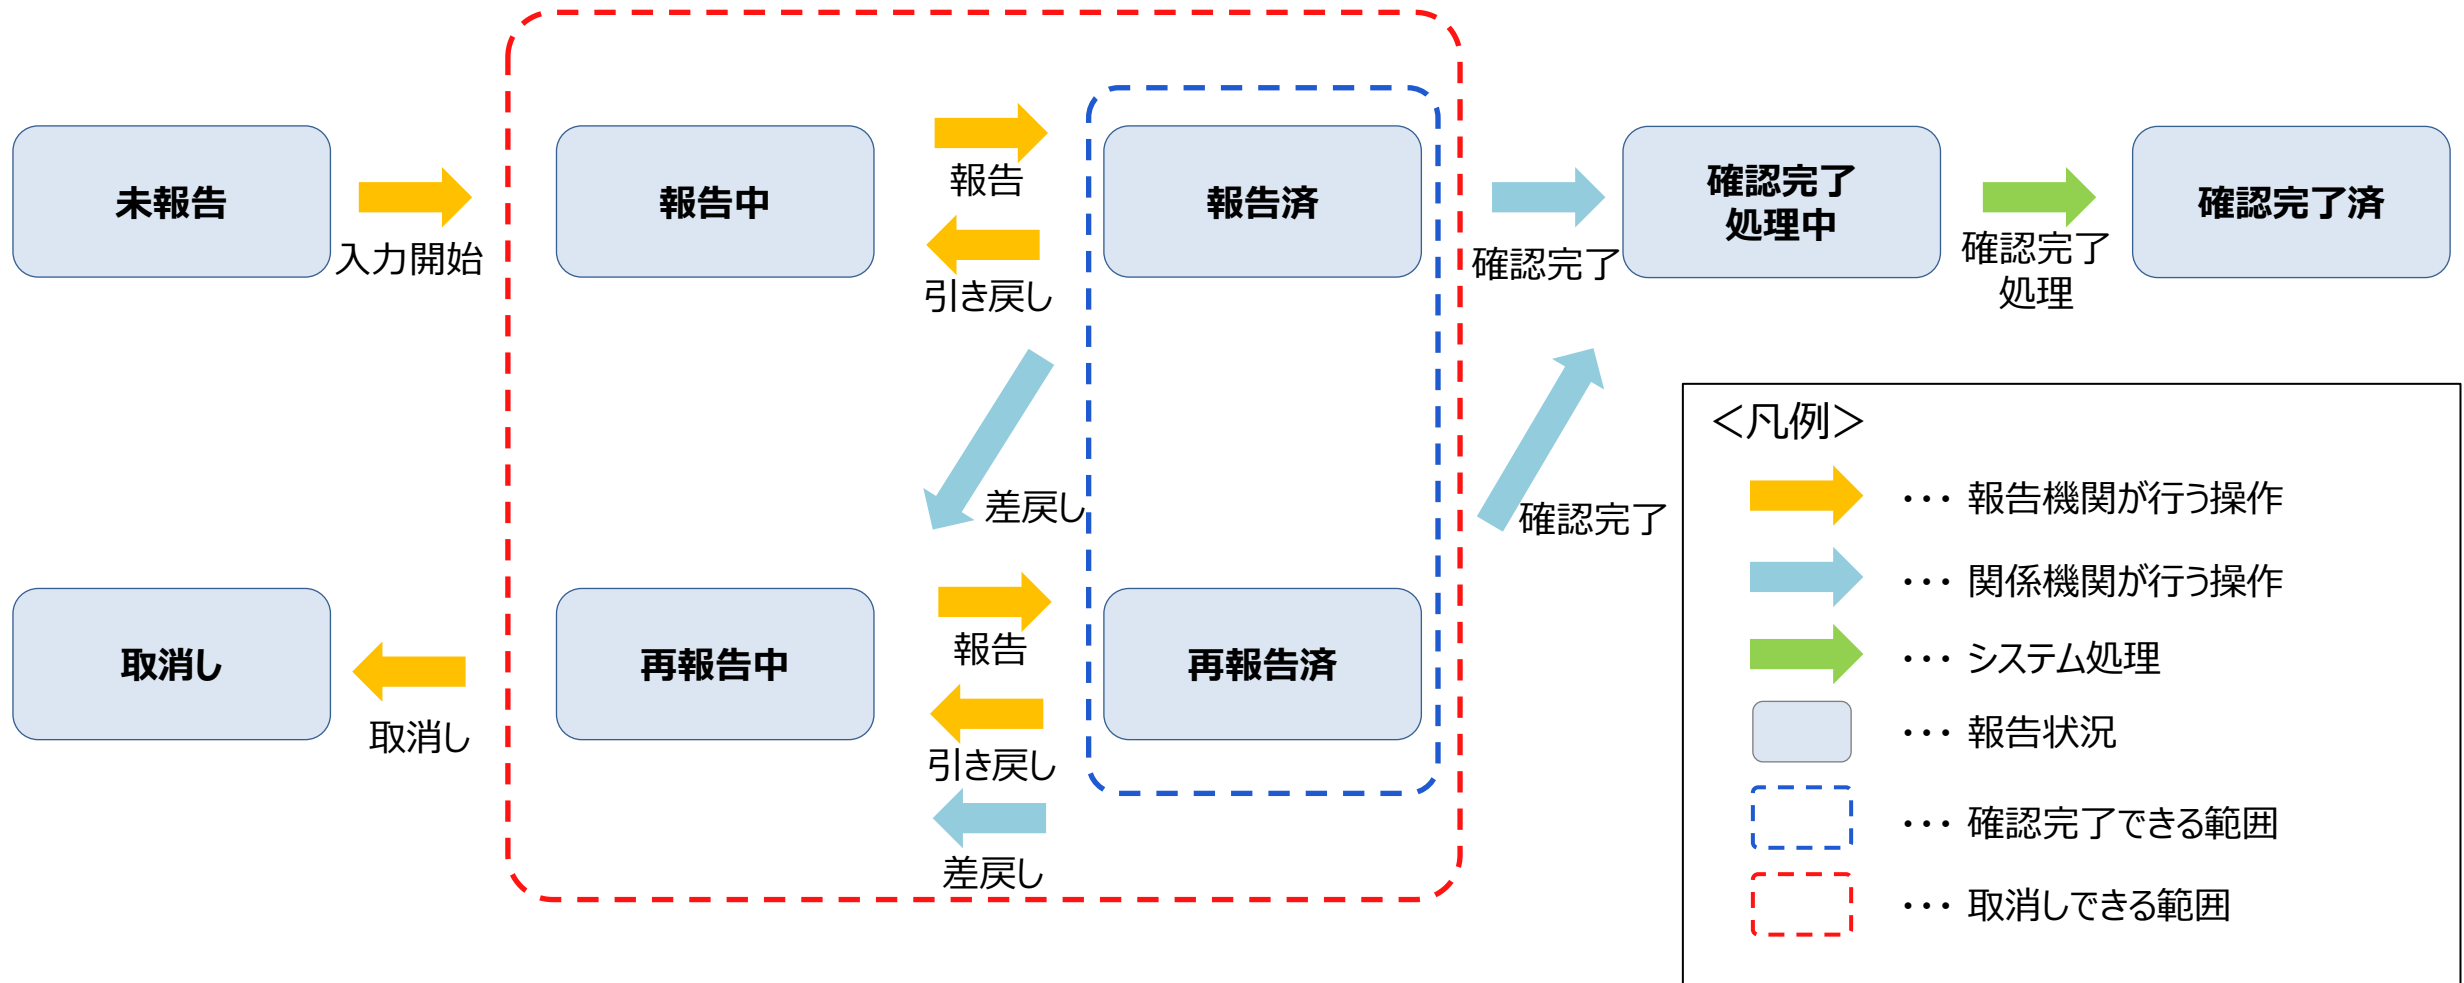 未報告
入力開始
報告中
報告
引き戻し
報告済
確認完了
確認完了
処理中
確認完了
処理
確認完了済
差戻し
確認完了
取消し
取消し
再報告中
報告
引き戻し
差戻し
再報告済
<凡例>
・・・ 報告機関が行う操作
・・・ 関係機関が行う操作
・・・ システム処理
・・・ 報告状況
・・・ 確認完了できる範囲
・・・ 取消しできる範囲